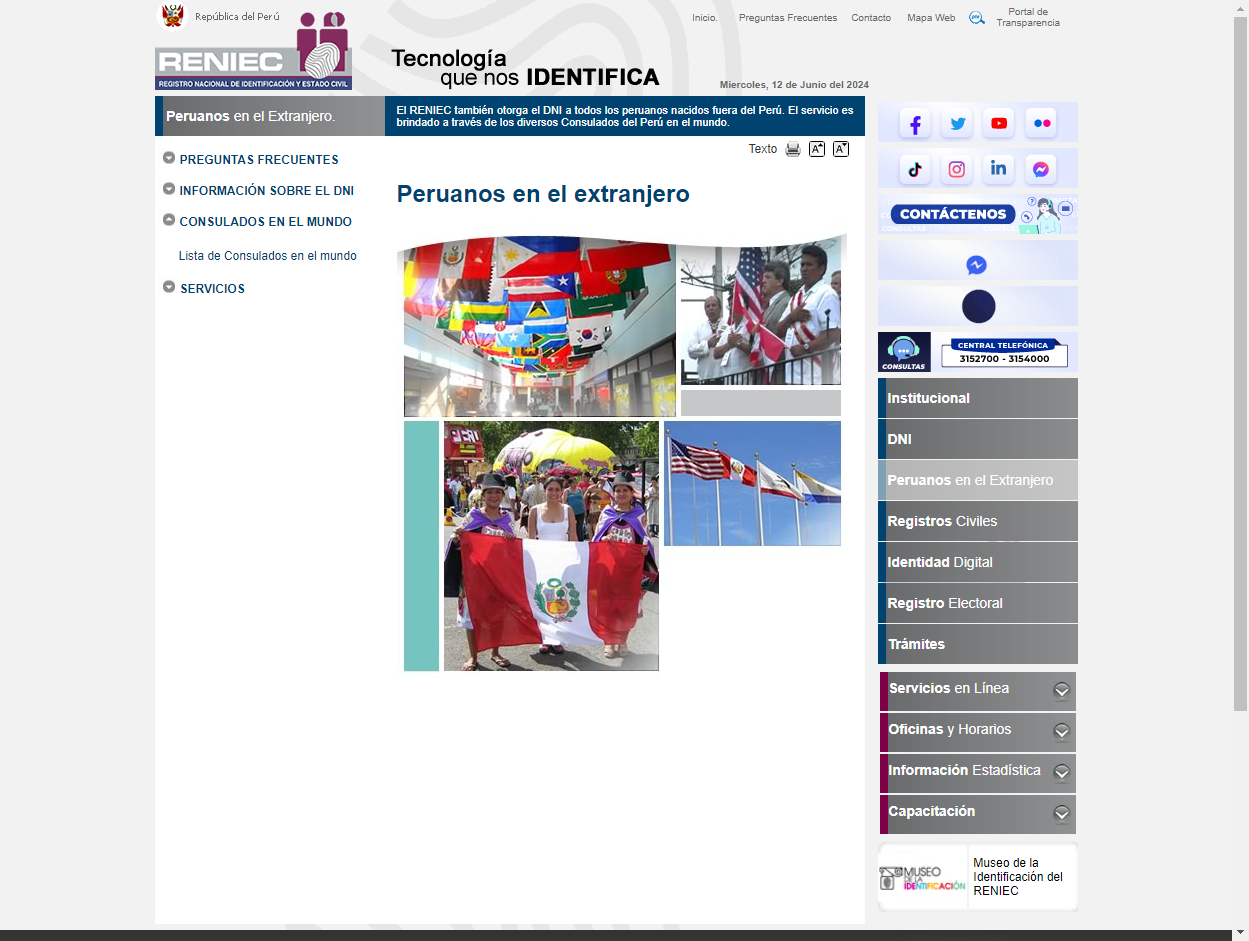 República del Perú
Inicio.
Preguntas Frecuentes
Contacto
Mapa Web
Portal de
Transparencia
RENIEC
REGISTRO NACIONAL DE IDENTIFICACIÓN Y ESTADO CIVIL
Tecnología
que nos IDENTIFICA
Miercoles, 12 de Junio del 2024
Peruanos en el Extranjero.
El RENIEC también otorga el DNI a todos los peruanos nacidos fuera del Perú. El servicio es
brindado a través de los diversos Consulados del Perú en el mundo.
Texto
A
A
PREGUNTAS FRECUENTES
INFORMACIÓN SOBRE EL DNI
CONSULADOS EN EL MUNDO
Lista de Consulados en el mundo
SERVICIOS
Peruanos en el extranjero
CONTÁCTENOS
CENTRAL TELEFÓNICA
3152700 - 3154000
CONSULTAS
Institucional
DNI
Peruanos en el Extranjero
Registros Civiles
Identidad Digital
Registro Electoral
Trámites
Servicios en Línea
Oficinas y Horarios
Información Estadística
Capacitación
MUSEO
DE LA
IDENTIFICACIÓN
Museo de la
Identificación del
RENIEC